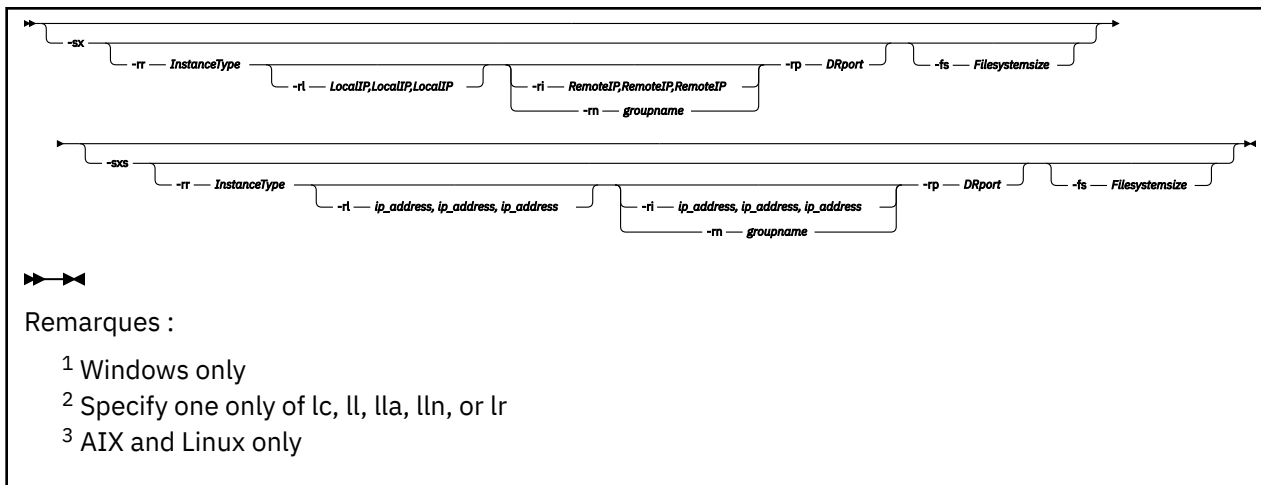 -sx
-rr InstanceType -rp DRport -fs Filesystemsize
-rl LocalIP,LocalIP,LocalIP -ri RemoteIP,RemoteIP,RemoteIP
-rn groupname
-sxs
-rr InstanceType -rp DRport -fs Filesystemsize
-rl ip_address, ip_address, ip_address -ri ip_address, ip_address, ip_address
-rn groupname
Remarques :
1 Windows only
2 Specify one only of lc, ll, lla, lln, or lr
3 AIX and Linux only